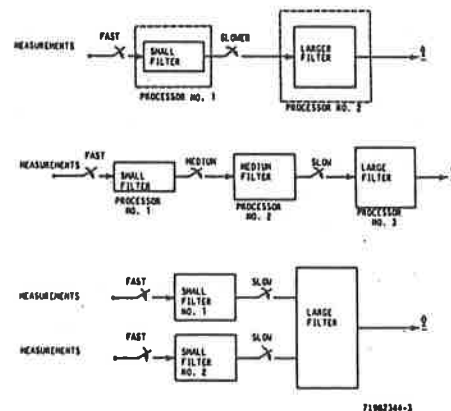 FAST
SLOWER
MEASUREMENTS
SMALL FILTER
LARGER FILTER
PROCESSOR NO. 1
PROCESSOR NO. 2
MEASUREMENTS
FAST
MEDIUM
SLOW
SMALL FILTER
MEDIUM FILTER
LARGE FILTER
PROCESSOR NO. 1
PROCESSOR NO. 2
PROCESSOR NO. 3
FAST
SLOW
MEASUREMENTS
SMALL FILTER NO. 1
LARGE FILTER
FAST
SLOW
MEASUREMENTS
SMALL FILTER NO. 2